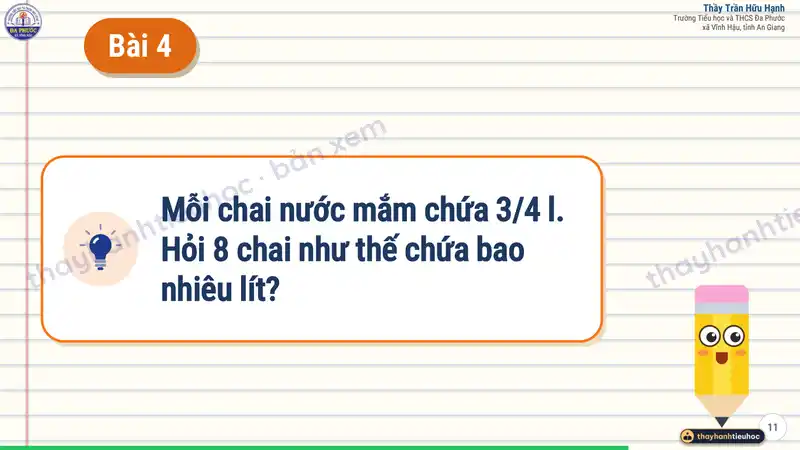 Thầy Trần Hữu Hạnh
Trường Tiểu học và THCS Đa Phước
xã Vĩnh Hậu, tỉnh An Giang
ĐA PHƯỚC
Bài 4
thayhanhtieuhoc · bản xem
Mỗi chai nước mắm chứa 3/4 l.
Hỏi 8 chai như thế chứa bao
nhiêu lít?
thayhanhtie
11
thayhanhtieuhoc